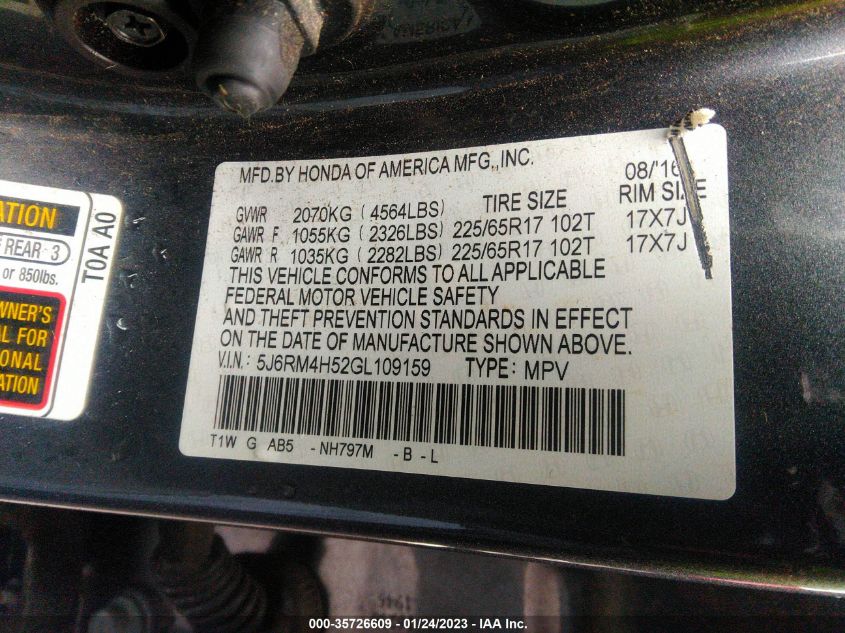 AMERICA
MFD.BY HONDA OF AMERICA MFG.,INC. 08/'16
TIRE SIZE RIM SIZE
GVWR 2070KG (4564LBS)
GAWR F 1055KG (2326LBS) 225/65R17 102T 17X7J
GAWR R 1035KG (2282LBS) 225/65R17 102T 17X7J
THIS VEHICLE CONFORMS TO ALL APPLICABLE
FEDERAL MOTOR VEHICLE SAFETY
AND THEFT PREVENTION STANDARDS IN EFFECT
ON THE DATE OF MANUFACTURE SHOWN ABOVE.
V.I.N.: 5J6RM4H52GL109159 TYPE: MPV
T1W G AB5 - NH797M - B - L
ATION
REAR 3
or 850lbs.
T0A A0
WNER'S
AL FOR
IONAL
ATION
000-35726609 - 01/24/2023 - IAA Inc.